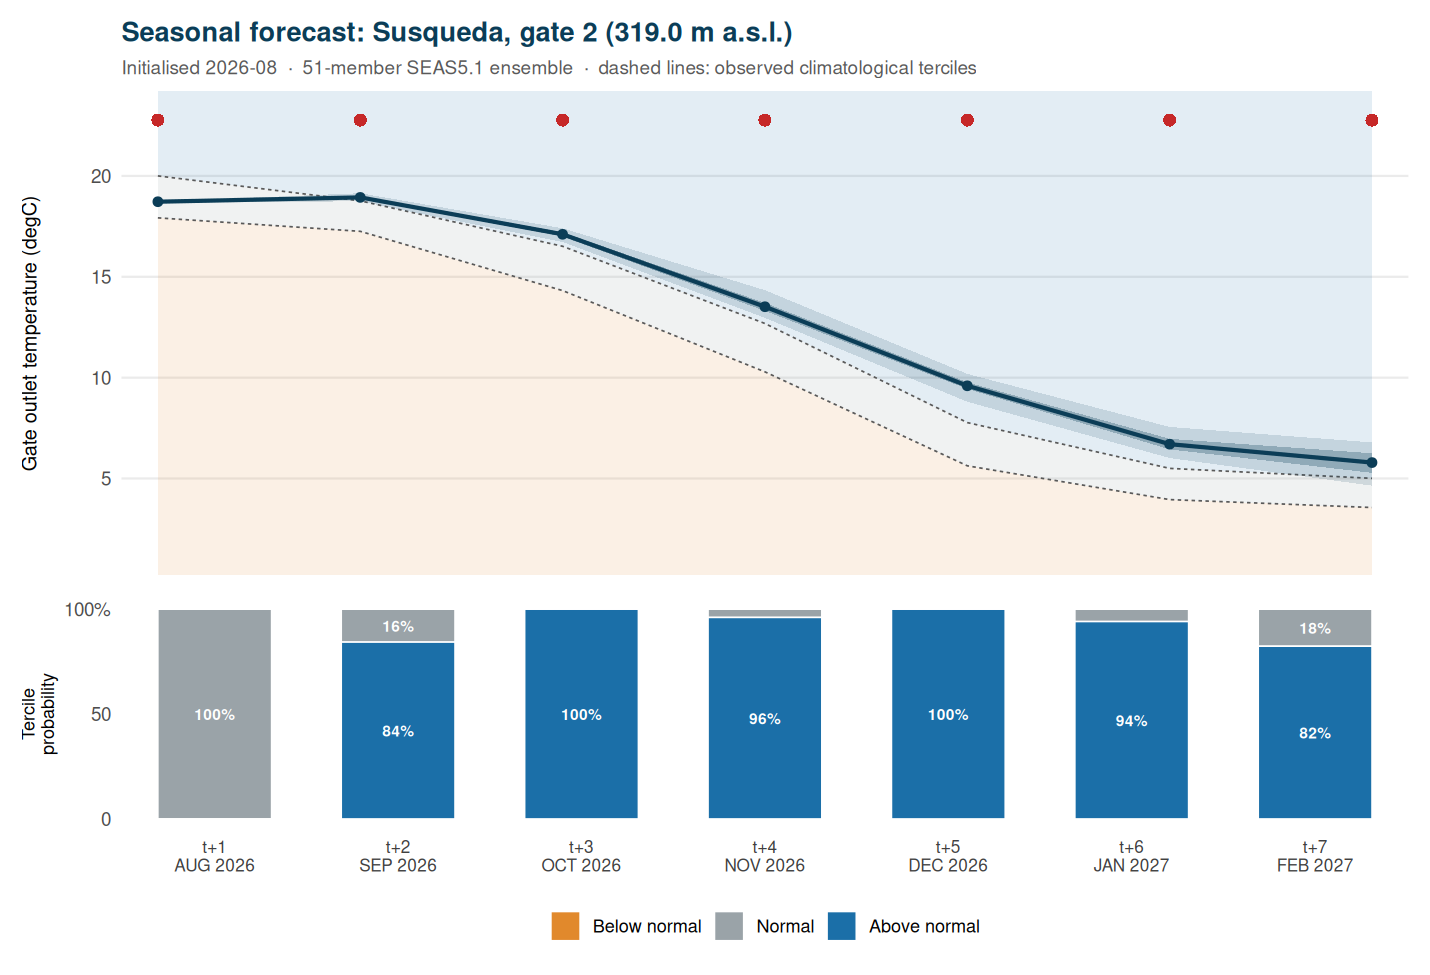 Seasonal forecast: Susqueda, gate 2 (319.0 m a.s.l.)
Initialised 2026-08 · 51-member SEAS5.1 ensemble · dashed lines: observed climatological terciles
Gate outlet temperature (degC)
20
15
10
5
Tercile
probability
100%
50
0
100%
16%
84%
100%
96%
100%
94%
18%
82%
t+1
AUG 2026
t+2
SEP 2026
t+3
OCT 2026
t+4
NOV 2026
t+5
DEC 2026
t+6
JAN 2027
t+7
FEB 2027
Below normal
Normal
Above normal